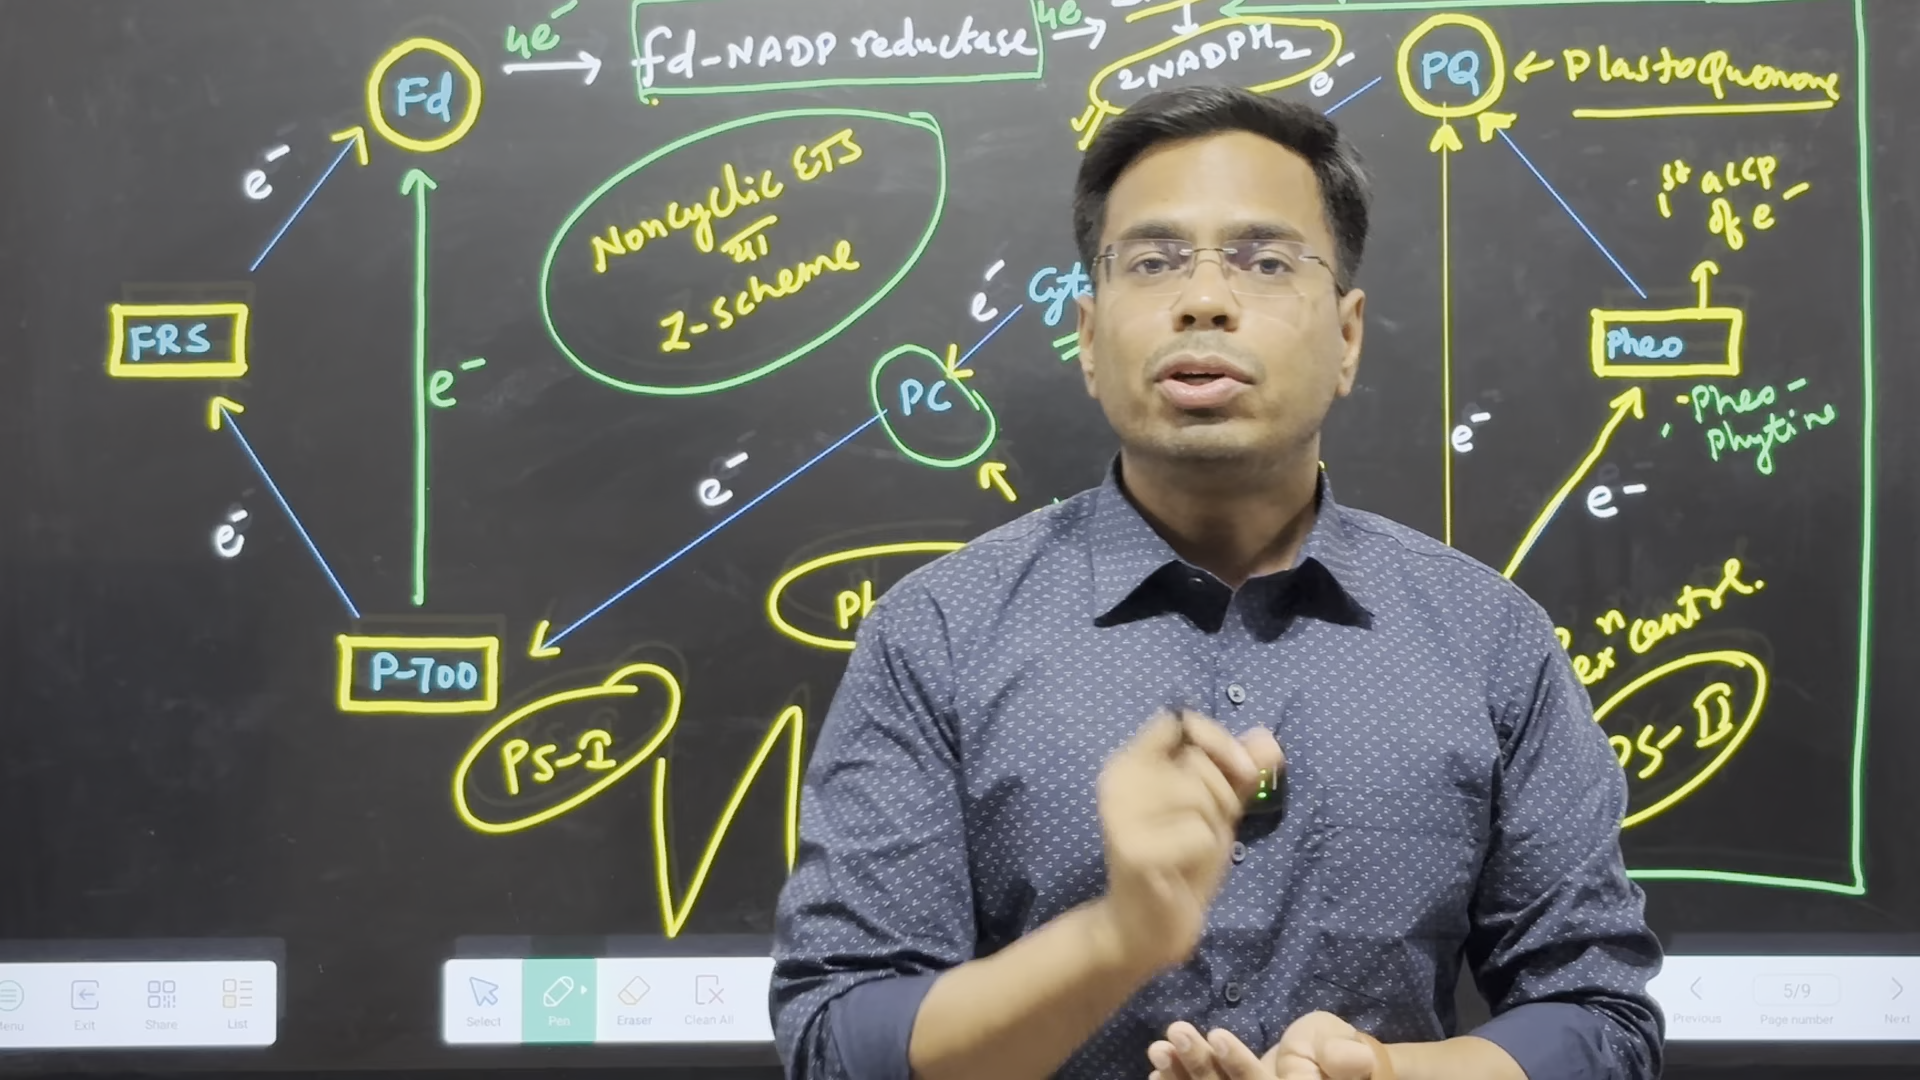 4e⁻
fd-NADP reductase
4e
2NADPH₂
Fd
e⁻
PQ
← PlastoQuonone
e⁻
Noncyclic ETS
या
Z-scheme
1st accp
of e⁻
e⁻
FRS
Pheo
e⁻
PC
Pheo-
Phytine
e⁻
e⁻
e⁻
e⁻
centre.
P-700
PS-I
PS-II
Exit
Share
List
Select
Pen
Eraser
Clean All
Previous
5/9
Page number
Next